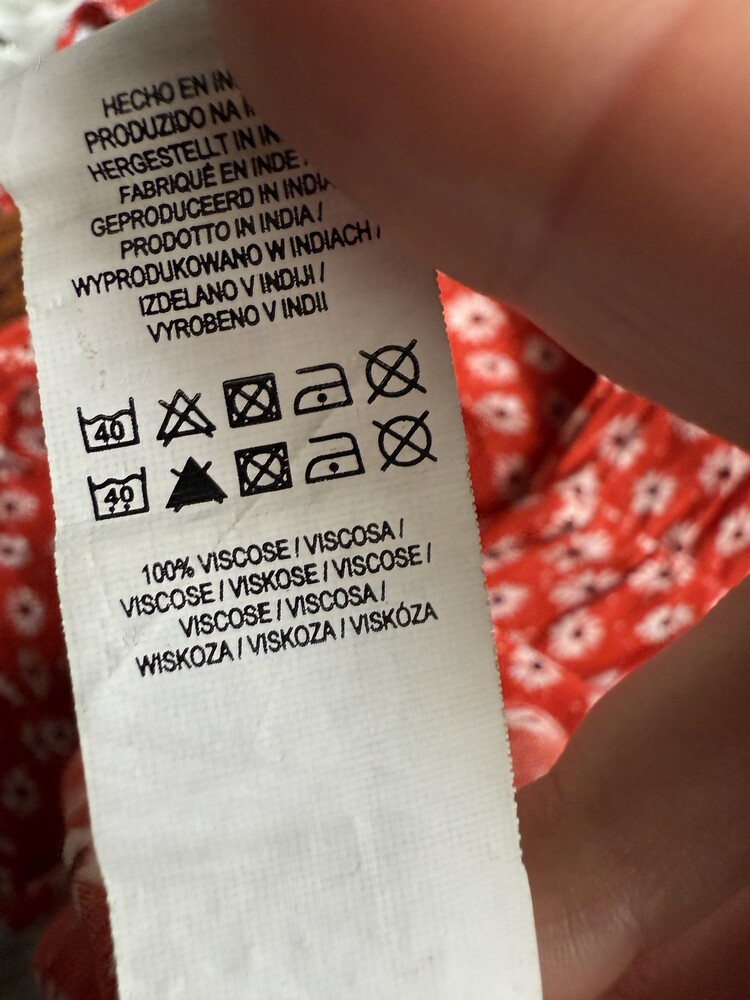 HECHO EN
PRODUZIDO NA
HERGESTELLT IN
FABRIQUÉ EN INDE
GEPRODUCEERD IN INDIA
PRODOTTO IN INDIA /
WYPRODUKOWANO W INDIACH /
IZDELANO V INDIJI /
VYROBENO V INDII
40
40
100% VISCOSE / VISCOSA /
VISCOSE / VISKOSE / VISCOSE /
VISCOSE / VISCOSA /
WISKOZA / VISKOZA / VISKÓZA